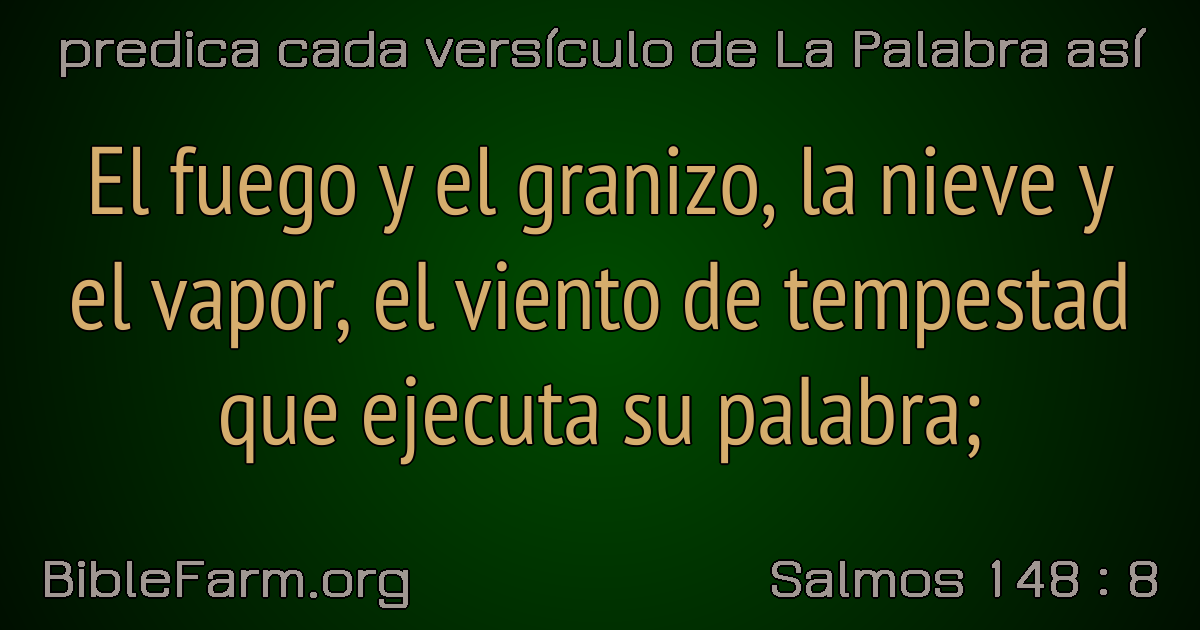 predica cada versículo de La Palabra así
El fuego y el granizo, la nieve y
el vapor, el viento de tempestad
que ejecuta su palabra;
BibleFarm.org
Salmos 148 : 8